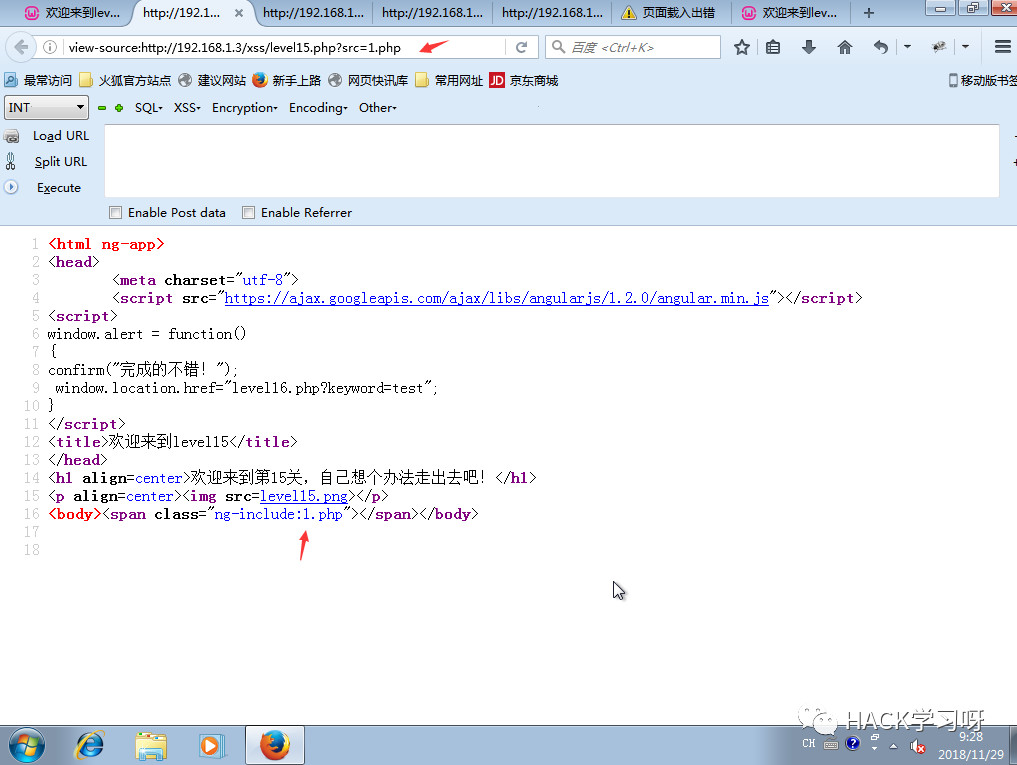 欢迎来到lev...
http://192.1...
http://192.168.1...
http://192.168.1...
http://192.168.1...
页面载入出错
欢迎来到lev...
view-source:http://192.168.1.3/xss/level15.php?src=1.php
百度 <Ctrl+K>
最常访问 火狐官方站点 建议网站 新手上路 网页快讯库 常用网址 JD 京东商城 移动版书签
INT SQL XSS Encryption Encoding Other
Load URL
Split URL
Execute
Enable Post data Enable Referrer
1 <html ng-app>
2 <head>
3 <meta charset="utf-8">
4 <script src="https://ajax.googleapis.com/ajax/libs/angularjs/1.2.0/angular.min.js"></script>
5 <script>
6 window.alert = function()
7 {
8 confirm("完成的不错！");
9 window.location.href="level16.php?keyword=test";
10 }
11 </script>
12 <title>欢迎来到level15</title>
13 </head>
14 <h1 align=center>欢迎来到第15关，自己想个办法走出去吧！</h1>
15 <p align=center><img src=level15.png></p>
16 <body><span class="ng-include:1.php"></span></body>
17
18
HACK学习呀
CH
9:28
2018/11/29